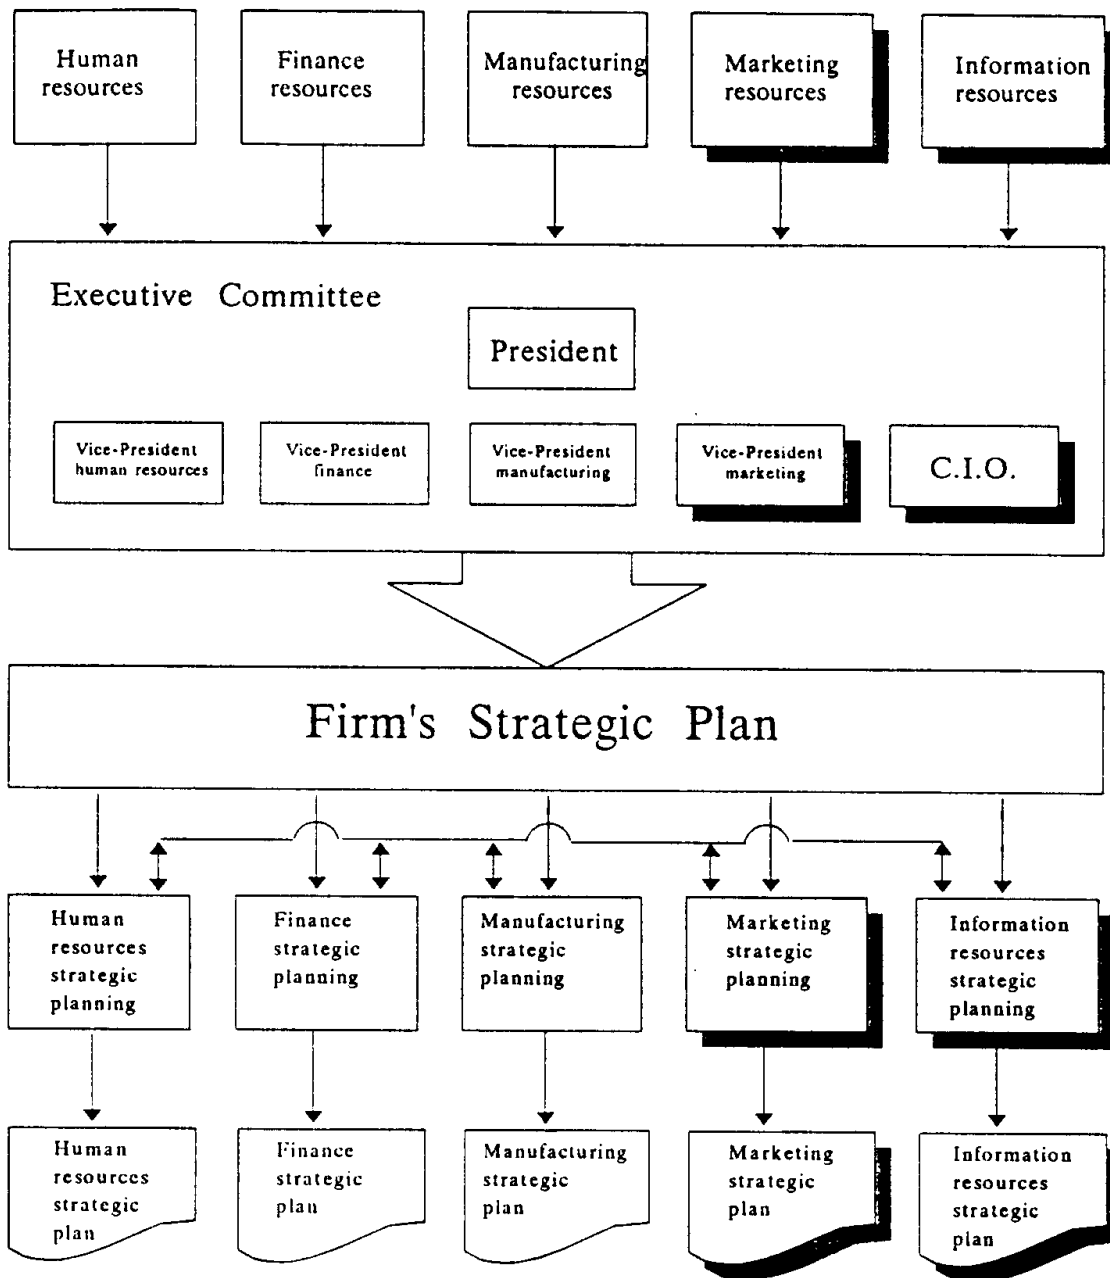 Human
resources
Finance
resources
Manufacturing
resources
Marketing
resources
Information
resources
Executive Committee
President
Vice-President
human resources
Vice-President
finance
Vice-President
manufacturing
Vice-President
marketing
C.I.O.
Firm's Strategic Plan
Human
resources
strategic
planning
Finance
strategic
planning
Manufacturing
strategic
planning
Marketing
strategic
planning
Information
resources
strategic
planning
Human
resources
strategic
plan
Finance
strategic
plan
Manufacturing
strategic
plan
Marketing
strategic
plan
Information
resources
strategic
plan